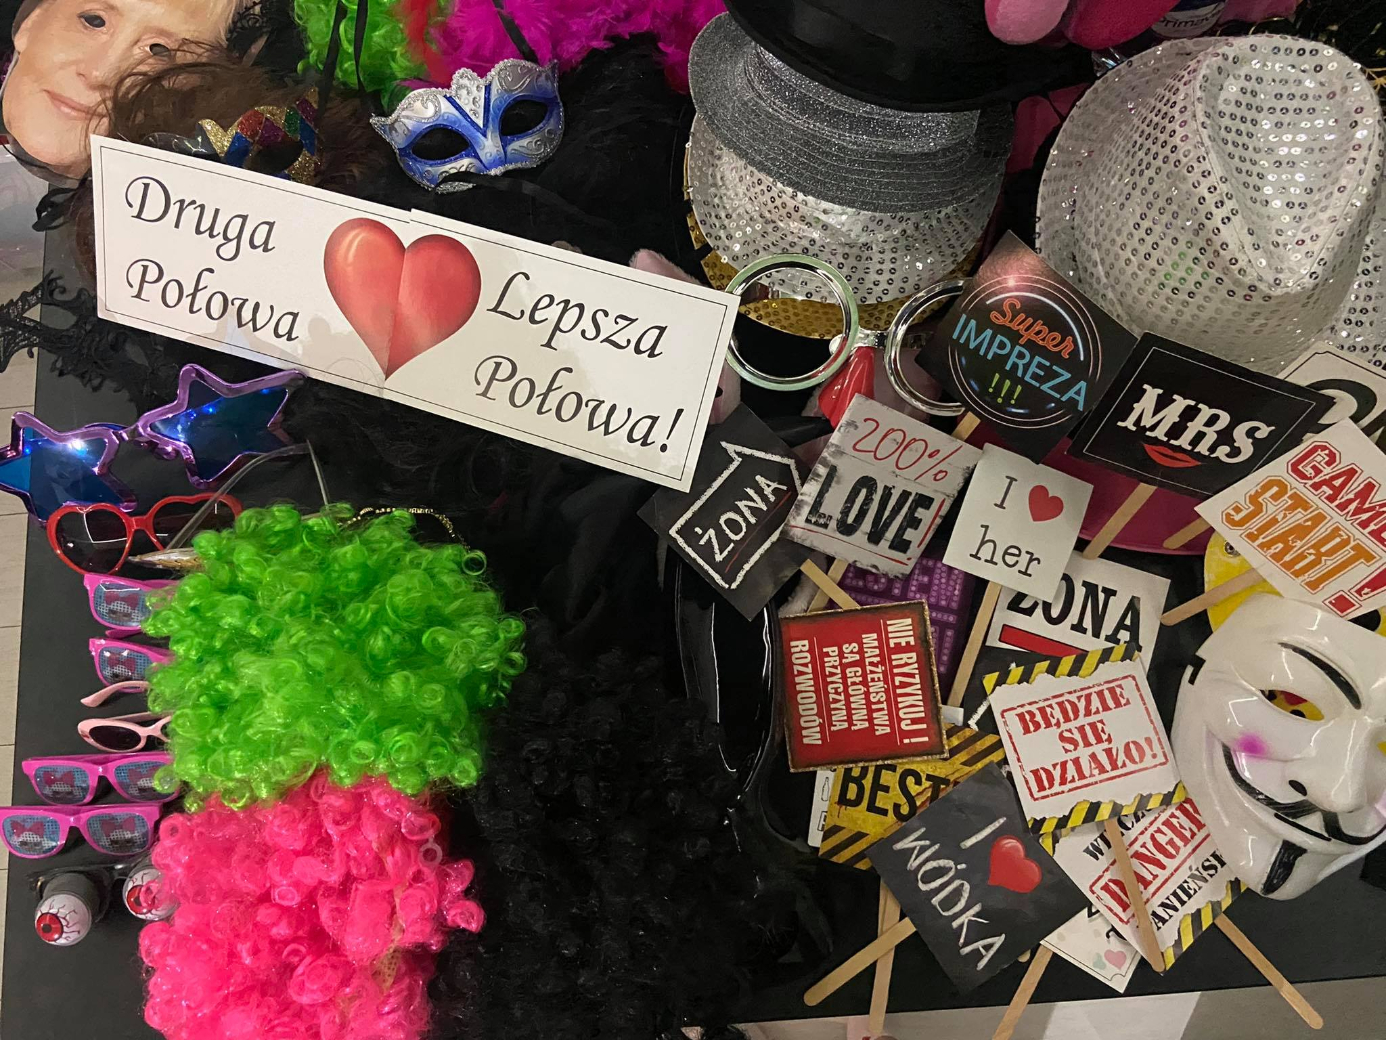 Druga
Połowa
Lepsza
Połowa!
Super
IMPREZA
!!!
MRS
GAME
START!
ŻONA
200%
LOVE!
I ❤
her
ŻONA
NIE RYZYKUJ!
MAŁŻEŃSTWA
SĄ GŁÓWNĄ
PRZYCZYNĄ
ROZWODÓW
BĘDZIE
SIĘ
DZIAŁO!
BEST
I ❤
WÓDKA
DANGER